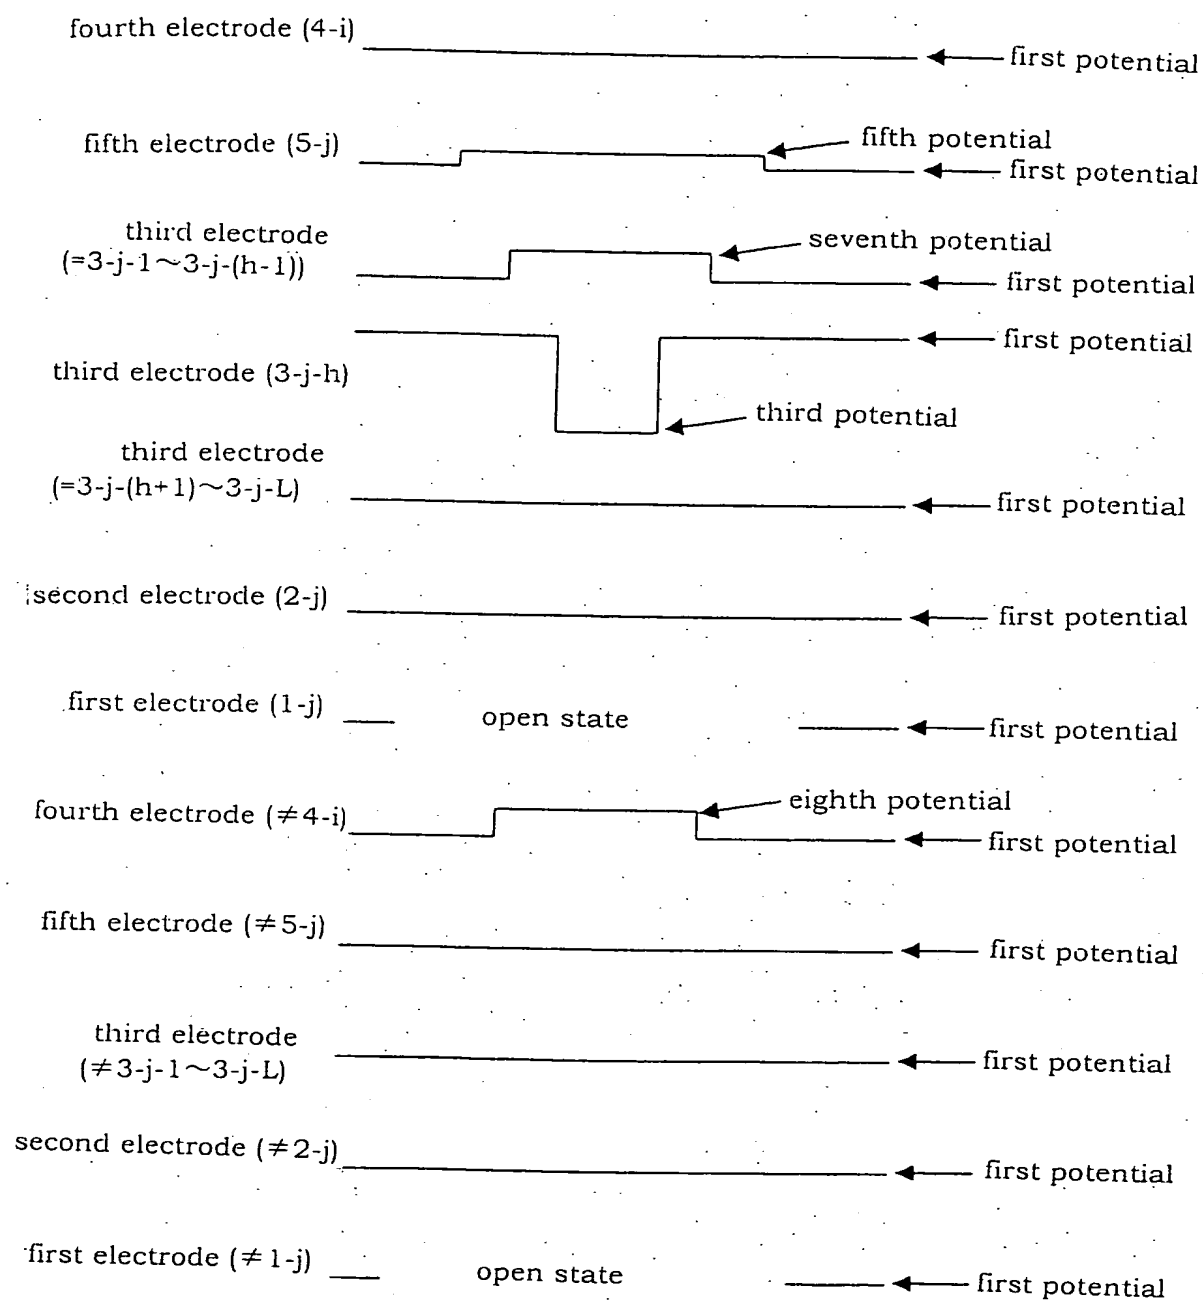 fourth electrode (4-i)
first potential
fifth electrode (5-j)
fifth potential
first potential
third electrode
(=3-j-1～3-j-(h-1))
seventh potential
first potential
first potential
third electrode (3-j-h)
third potential
third electrode
(=3-j-(h+1)～3-j-L)
first potential
second electrode (2-j)
first potential
first electrode (1-j)
open state
first potential
fourth electrode (≠4-i)
eighth potential
first potential
fifth electrode (≠5-j)
first potential
third electrode
(≠3-j-1～3-j-L)
first potential
second electrode (≠2-j)
first potential
first electrode (≠1-j)
open state
first potential